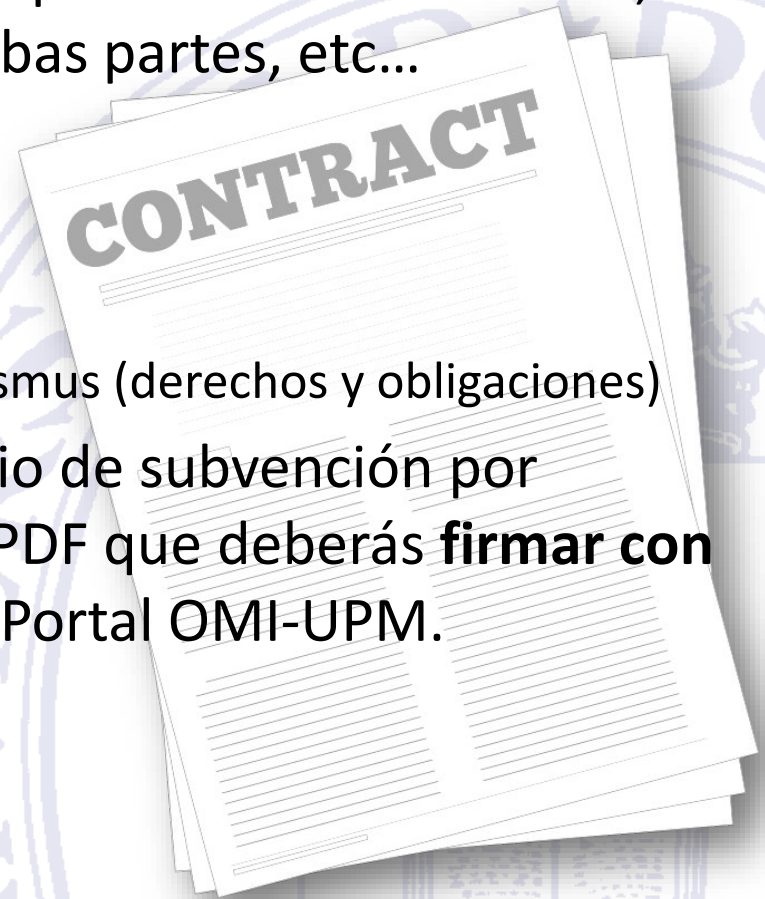 bas partes, etc…
CONTRACT
smus (derechos y obligaciones)
io de subvención por
PDF que deberás firmar con
Portal OMI-UPM.